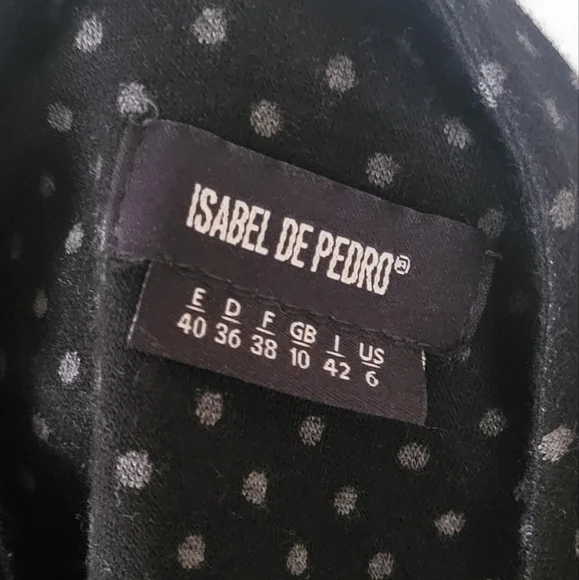 ISABEL DE PEDRO®
E D F GB I US
40 36 38 10 42 6